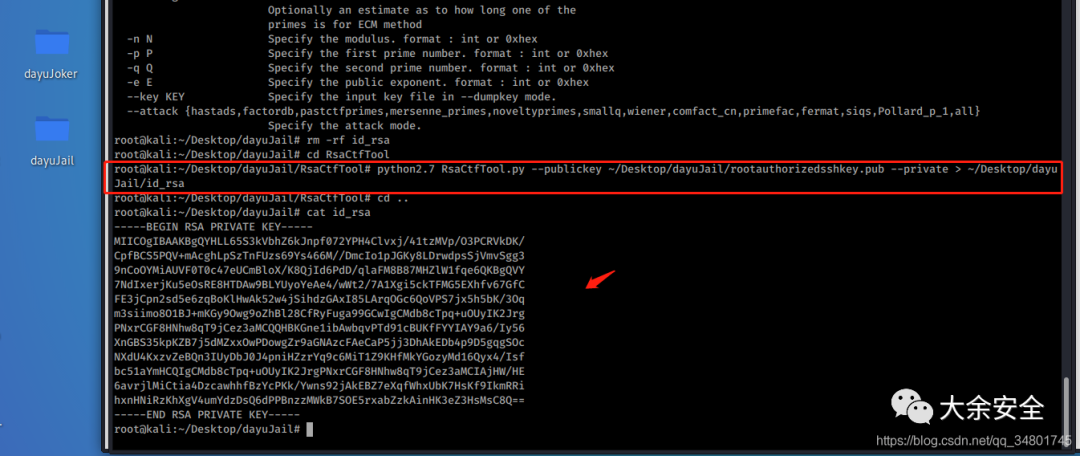 dayuJoker
dayuJail
Optionally an estimate as to how long one of the
primes is for ECM method
-n N Specify the modulus. format : int or 0xhex
-p P Specify the first prime number. format : int or 0xhex
-q Q Specify the second prime number. format : int or 0xhex
-e E Specify the public exponent. format : int or 0xhex
--key KEY Specify the input key file in --dumpkey mode.
--attack {hastads,factordb,pastctfprimes,mersenne_primes,noveltyprimes,smallq,wiener,comfact_cn,primefac,fermat,siqs,Pollard_p_1,all}
Specify the attack mode.
root@kali:~/Desktop/dayuJail# rm -rf id_rsa
root@kali:~/Desktop/dayuJail# cd RsaCtfTool
root@kali:~/Desktop/dayuJail/RsaCtfTool# python2.7 RsaCtfTool.py --publickey ~/Desktop/dayuJail/rootauthorizedsshkey.pub --private > ~/Desktop/dayu
Jail/id_rsa
root@kali:~/Desktop/dayuJail/RsaCtfTool# cd ..
root@kali:~/Desktop/dayuJail# cat id_rsa
-----BEGIN RSA PRIVATE KEY-----
MIICOgIBAAKBgQYHLL65S3kVbhZ6kJnpf072YPH4Clvxj/41tzMVp/O3PCRVkDK/
CpfBCS5PQV+mAcghLpSzTnFUzs69Ys466M//DmcIo1pJGKy8LDrwdpsSjVmvSgg3
9nCoOYMiAUVF0T0c47eUCmBloX/K8QjId6PdD/qlaFM8B87MHZlW1fqe6QKBgQVY
7NdIxerjKu5eOsRE8HTDAw9BLYUyoYeAe4/wWt2/7A1Xgi5ckTFMG5EXhfv67GfC
FE3jCpn2sd5e6zqBoKlHwAk52w4jSihdzGAxI85LArqOGc6QoVPS7jx5h5bK/3Oq
m3siimo8O1BJ+mKGy9Owg9oZhBl28CfRyFuga99GCwIgCMdb8cTpq+uOUyIK2Jrg
PNxrCGF8HNhw8qT9jCez3aMCQQHBKGne1ibAwbqvPTd91cBUKfFYYIAY9a6/Iy56
XnGBS35kpKZB7j5dMZxxOwPDowgZr9aGNAzcFAeCaP5jj3DhAkEDb4p9D5gqgSOc
NXdU4KxzvZeBQn3IUyDbJ0J4pniHZzrYq9c6MiT1Z9KHfMkYGozyMd16Qyx4/Isf
bc51aYmHCQIgCMdb8cTpq+uOUyIK2JrgPNxrCGF8HNhw8qT9jCez3aMCIAjHW/HE
6avrjlMiCtia4DzcawhhfBzYcPKk/Ywns92jAkEBZ7eXqfWhxUbK7HsKf9IkmRRi
hxnHNiRzKhXgV4umYdzDsQ6dPPBnzzMWkB7SOE5rxabZzkAinHK3eZ3HsMsC8Q==
-----END RSA PRIVATE KEY-----
root@kali:~/Desktop/dayuJail#
大余安全
https://blog.csdn.net/qq_34801745